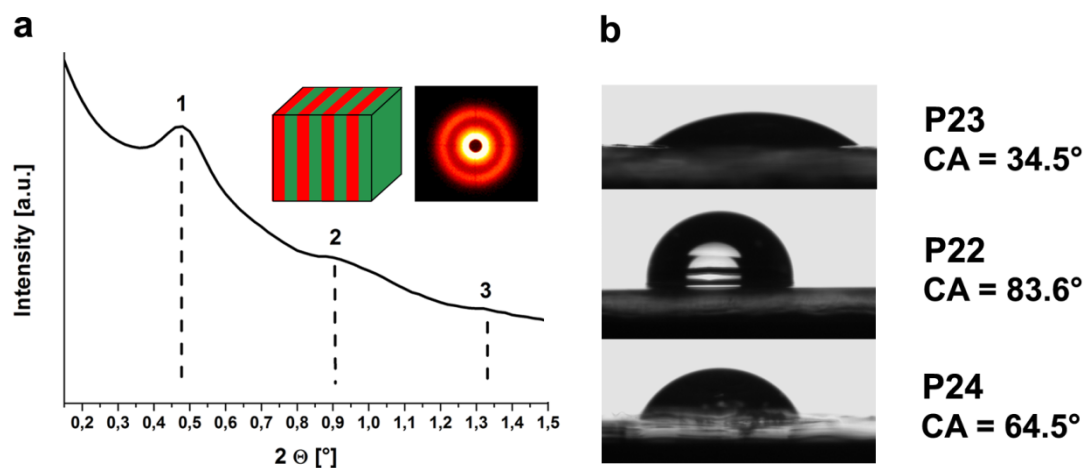 a
b
1
2
3
Intensity [a.u.]
0,2 0,3 0,4 0,5 0,6 0,7 0,8 0,9 1,0 1,1 1,2 1,3 1,4 1,5
2 Θ [°]
P23
CA = 34.5°
P22
CA = 83.6°
P24
CA = 64.5°